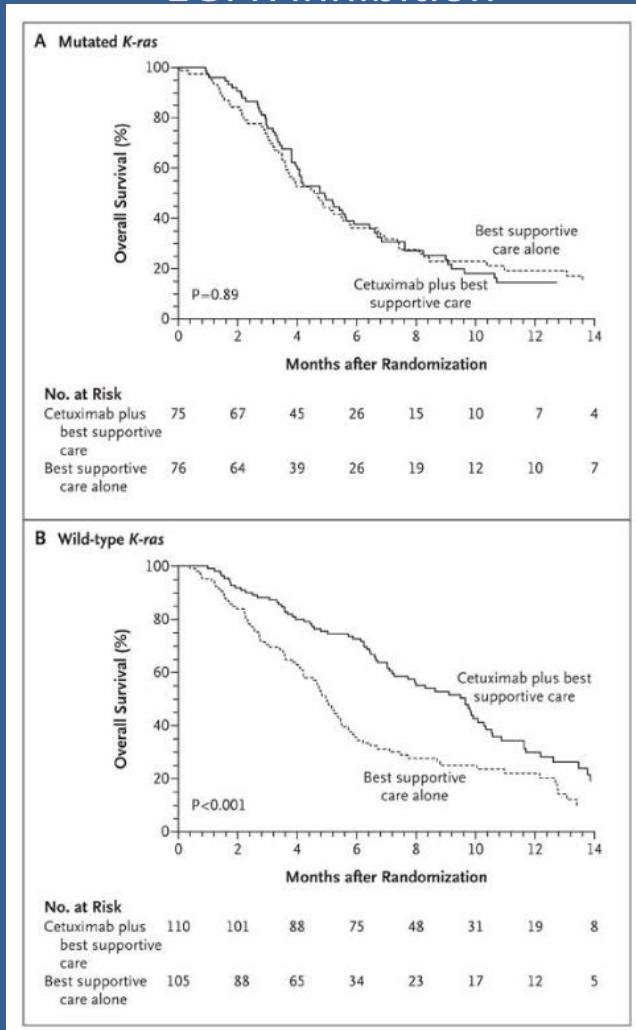 A Mutated K-ras
100
80
60
40
20
0
Overall Survival (%)
Best supportive
care alone
Cetuximab plus best
supportive care
P=0.89
0 2 4 6 8 10 12 14
Months after Randomization
No. at Risk
Cetuximab plus 75 67 45 26 15 10 7 4
best supportive
care
Best supportive 76 64 39 26 19 12 10 7
care alone
B Wild-type K-ras
100
80
60
40
20
0
Overall Survival (%)
Cetuximab plus best
supportive care
Best supportive
care alone
P<0.001
0 2 4 6 8 10 12 14
Months after Randomization
No. at Risk
Cetuximab plus 110 101 88 75 48 31 19 8
best supportive
care
Best supportive 105 88 65 34 23 17 12 5
care alone